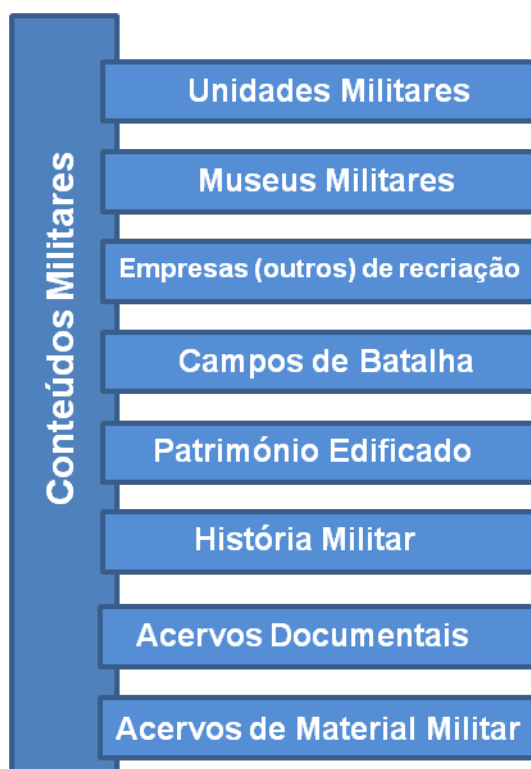 Conteúdos Militares
Unidades Militares
Museus Militares
Empresas (outros) de recriação
Campos de Batalha
Património Edificado
História Militar
Acervos Documentais
Acervos de Material Militar